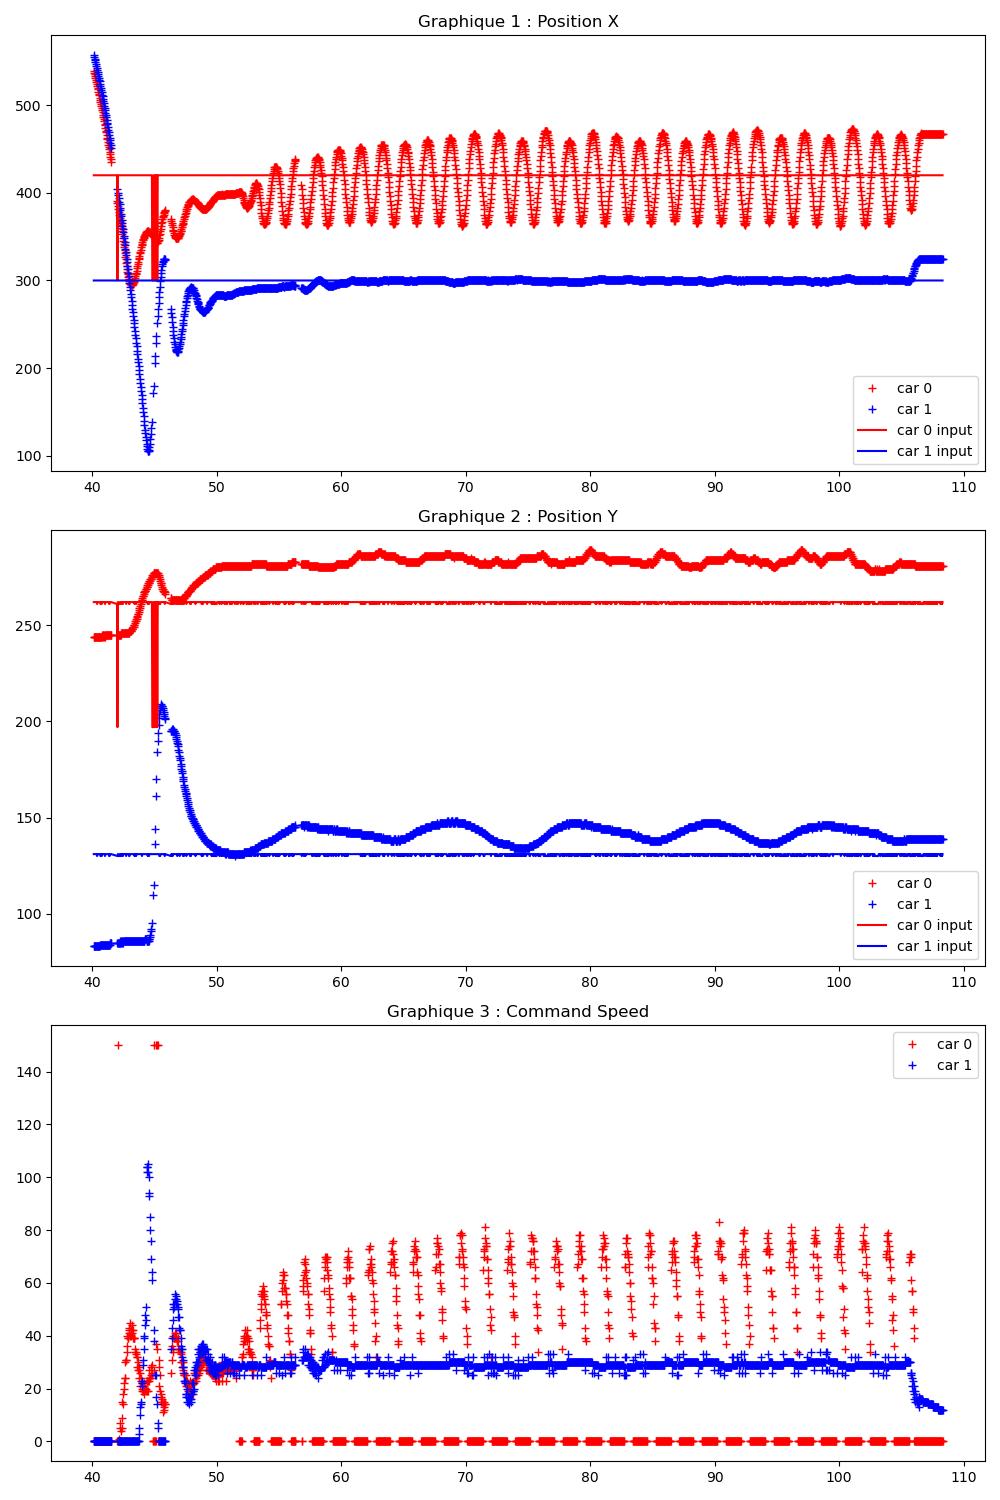 Graphique 1 : Position X
500
400
300
200
100
car 0
car 1
car 0 input
car 1 input
40 50 60 70 80 90 100 110
Graphique 2 : Position Y
250
200
150
100
car 0
car 1
car 0 input
car 1 input
40 50 60 70 80 90 100 110
Graphique 3 : Command Speed
140
120
100
80
60
40
20
0
car 0
car 1
40 50 60 70 80 90 100 110